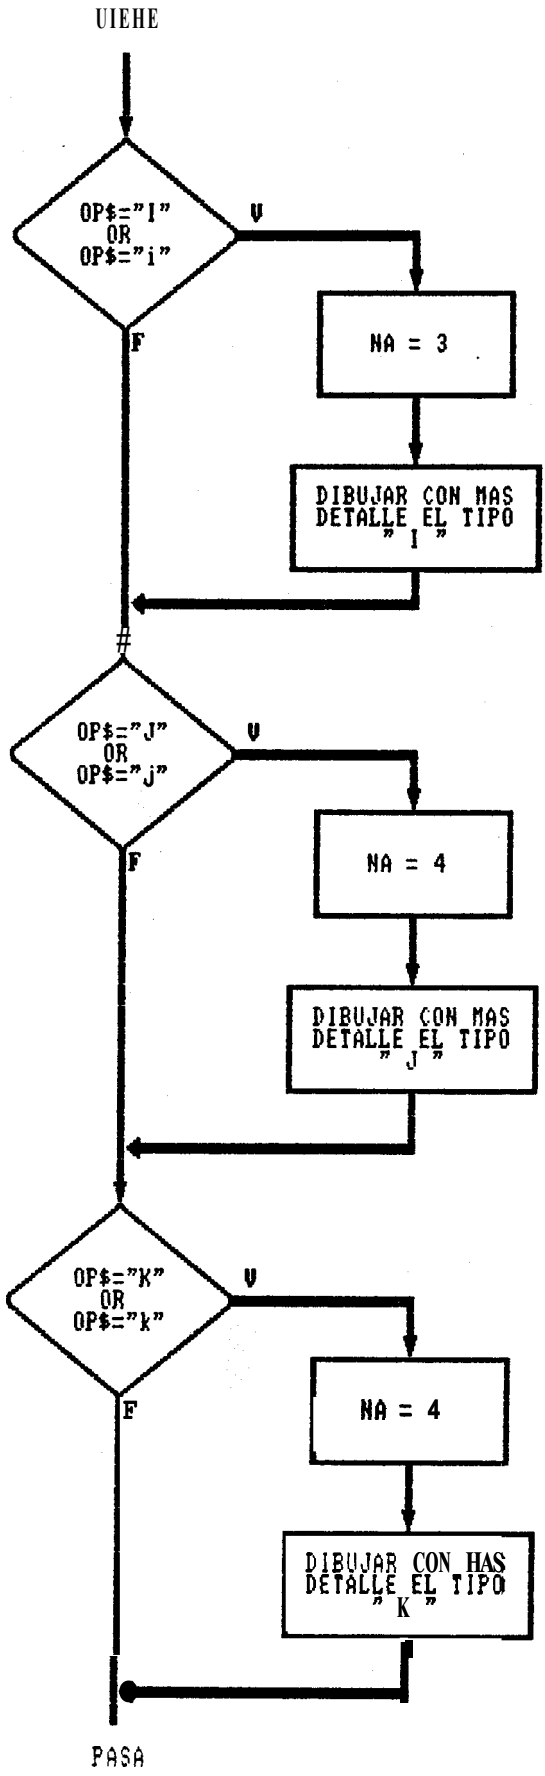 UIEHE
OP$="I"
OR
OP$="i"
V
F
NA = 3
DIBUJAR CON MAS
DETALLE EL TIPO
" I "
#
OP$="J"
OR
OP$="j"
V
F
NA = 4
DIBUJAR CON MAS
DETALLE EL TIPO
" J "
OP$="K"
OR
OP$="k"
V
F
NA = 4
DIBUJAR CON HAS
DETALLE EL TIPO
" K "
PASA